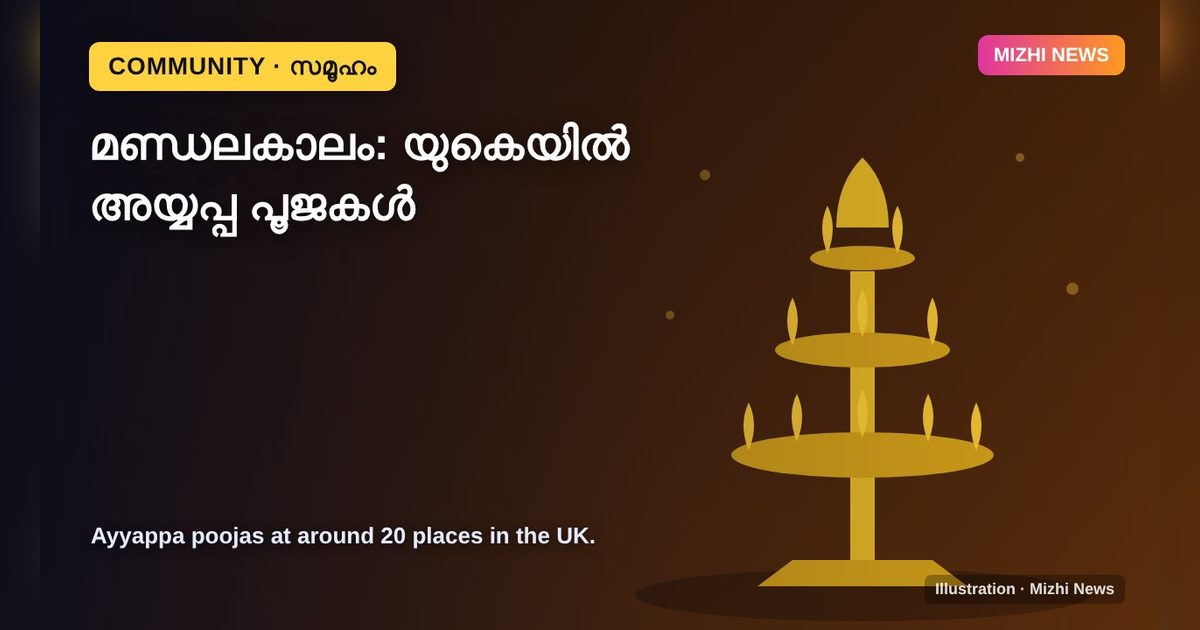 COMMUNITY · സമൂഹം
MIZHI NEWS
മണ്ഡലകാലം: യുകെയിൽ
അയ്യപ്പ പൂജകൾ
Ayyappa poojas at around 20 places in the UK.
Illustration · Mizhi News